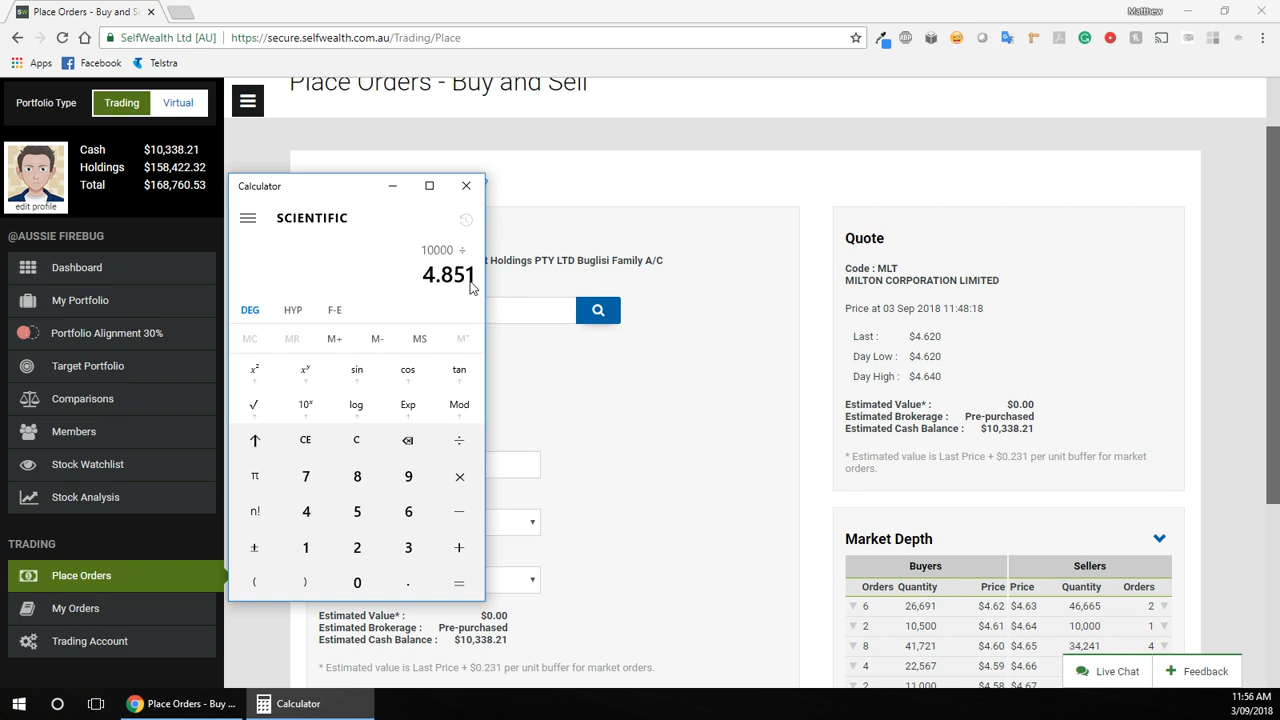 Place Orders - Buy and S
Matthew
SelfWealth Ltd [AU]
https://secure.selfwealth.com.au/Trading/Place
Apps
Facebook
Telstra
Portfolio Type
Trading
Virtual
Place Orders - Buy and Sell
Cash $10,338.21
Holdings $158,422.32
Total $168,760.53
edit profile
@AUSSIE FIREBUG
Dashboard
My Portfolio
Portfolio Alignment 30%
Target Portfolio
Comparisons
Members
Stock Watchlist
Stock Analysis
TRADING
Place Orders
My Orders
Trading Account
Calculator
SCIENTIFIC
10000 ÷
4.851
DEG HYP F-E
MC MR M+ M- MS M˅
x² xʸ sin cos tan
√ 10ˣ log Exp Mod
↑ CE C ⌫ ÷
π 7 8 9 ×
n! 4 5 6 −
± 1 2 3 +
( ) 0 . =
?
t Holdings PTY LTD Buglisi Family A/C
Estimated Value* : $0.00
Estimated Brokerage : Pre-purchased
Estimated Cash Balance : $10,338.21
* Estimated value is Last Price + $0.231 per unit buffer for market orders.
Quote
Code : MLT
MILTON CORPORATION LIMITED
Price at 03 Sep 2018 11:48:18
Last : $4.620
Day Low : $4.620
Day High : $4.640
Estimated Value* : $0.00
Estimated Brokerage : Pre-purchased
Estimated Cash Balance : $10,338.21
* Estimated value is Last Price + $0.231 per unit buffer for market
orders.
Market Depth
Buyers Sellers
Orders Quantity Price Price Quantity Orders
6 26,691 $4.62 $4.63 46,665 2
2 10,500 $4.61 $4.64 10,000 1
8 41,721 $4.60 $4.65 34,241 4
4 22,567 $4.59 $4.66
2 11,000 $4.58 $4.67
Live Chat
Feedback
Place Orders - Buy ...
Calculator
11:56 AM
3/09/2018